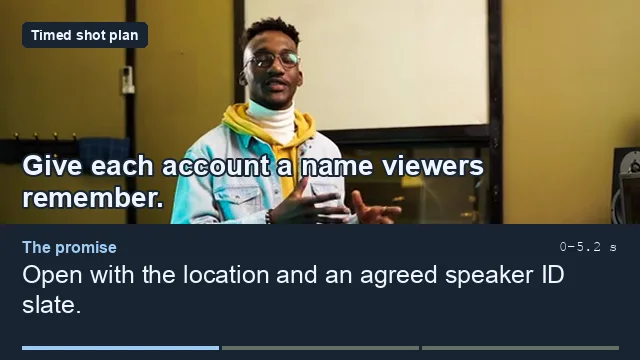 Timed shot plan
Give each account a name viewers
remember.
The promise
0–5.2 s
Open with the location and an agreed speaker ID
slate.